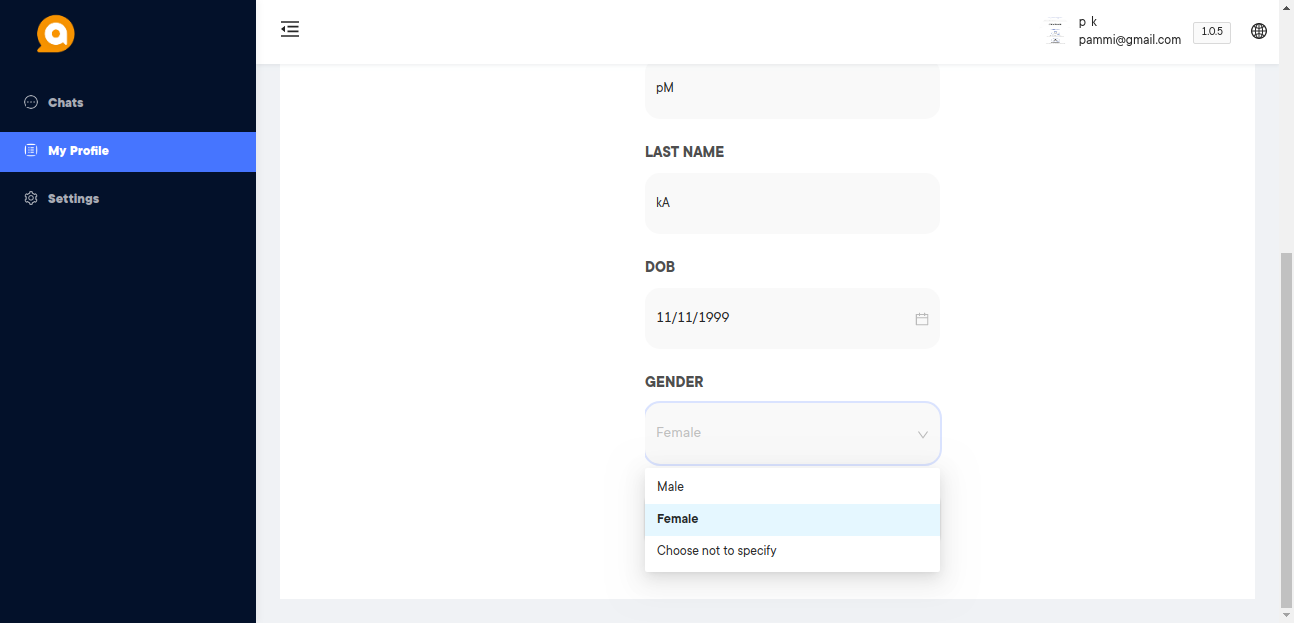 p k
pammi@gmail.com
1.0.5
Chats
My Profile
Settings
pM
LAST NAME
kA
DOB
11/11/1999
GENDER
Female
Male
Female
Choose not to specify